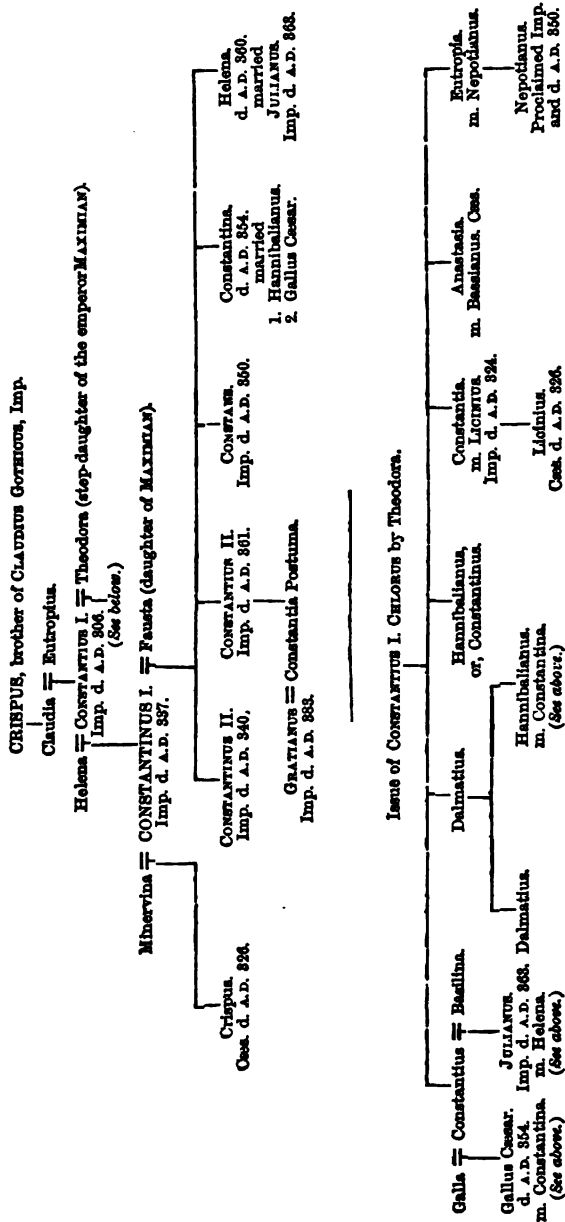 CRISPUS, brother of CLAUDIUS GOTHICUS, Imp.
Claudia = Eutropius.
Helena = CONSTANTIUS I. = Theodora (step-daughter of the emperor MAXIMIAN).
Imp. d. A.D. 306.
(See below.)
Minervina = CONSTANTINUS I. = Fausta (daughter of MAXIMIAN).
Imp. d. A.D. 337.
Crispus.
Cæs. d. A.D. 326.
CONSTANTINUS II.
Imp. d. A.D. 340,
CONSTANTIUS II.
Imp. d. A.D. 361.
CONSTANS.
Imp. d. A.D. 350.
Constantina.
d. A.D. 354.
married
1. Hannibalianus.
2. Gallus Cæsar.
Helena.
d. A.D. 360.
married
JULIANUS.
Imp. d. A.D. 363.
GRATIANUS = Constantia Postuma.
Imp. d. A.D. 383.
Issue of CONSTANTIUS I. CHLORUS by Theodora.
Galla = Constantius = Basilina.
Dalmatius.
Hannibalianus,
or, Constantinus.
Constantia.
m. LICINIUS.
Imp. d. A.D. 324.
Anastasia.
m. Bassianus. Cæs.
Eutropia.
m. Nepotianus.
Gallus Cæsar.
d. A.D. 354.
m. Constantina.
(See above.)
JULIANUS.
Imp. d. A.D. 363.
m. Helena.
(See above.)
Dalmatius.
Hannibalianus.
m. Constantina.
(See above.)
Licinius.
Cæs. d. A.D. 326.
Nepotianus.
Proclaimed Imp.
and d. A.D. 350.